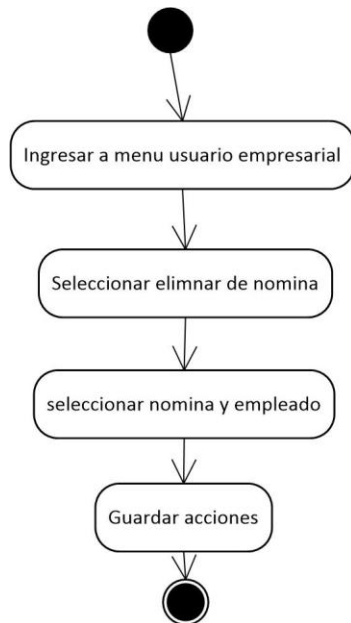 Ingresar a menu usuario empresarial
Seleccionar elimnar de nomina
seleccionar nomina y empleado
Guardar acciones